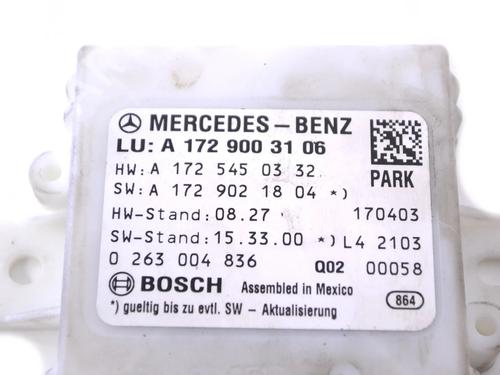 MERCEDES-BENZ
LU: A 172 900 31 06
HW: A 172 545 03 32
SW: A 172 902 18 04 *)
PARK
HW-Stand: 08.27 170403
SW-Stand: 15.33.00 *) L4 2103
0 263 004 836 Q02 00058
BOSCH Assembled in Mexico
*) gueltig bis zu evtl. SW - Aktualisierung
864